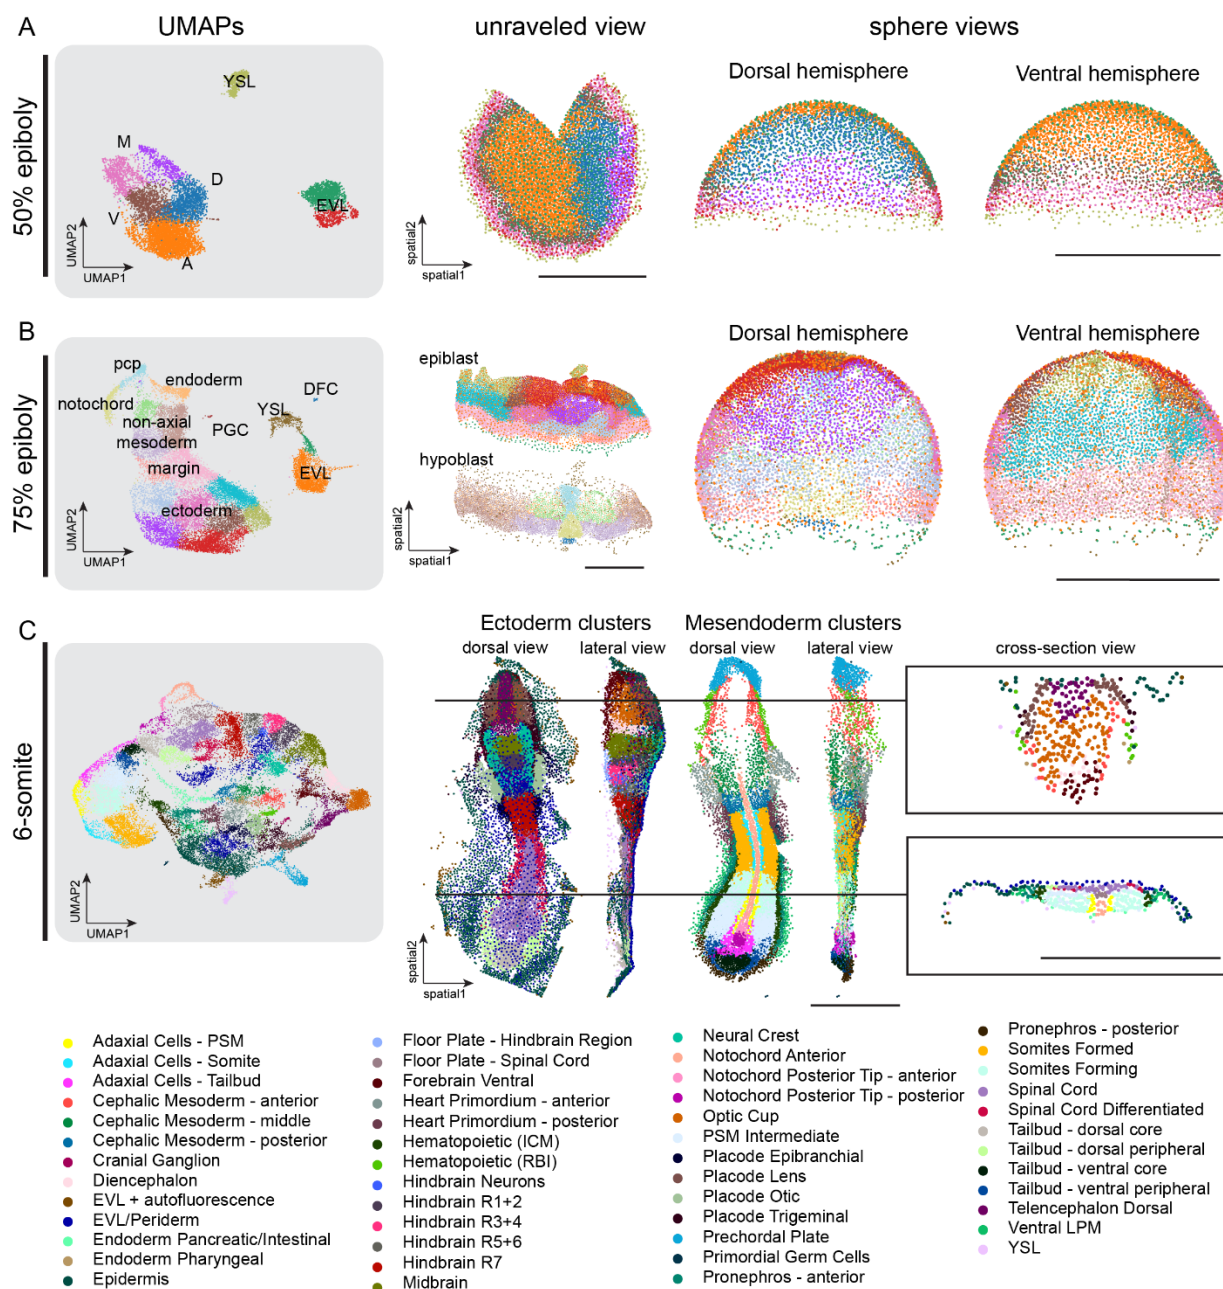 A
UMAPs
unraveled view
sphere views
50% epiboly
YSL
M
D
V
A
EVL
UMAP2
UMAP1
spatial2
spatial1
Dorsal hemisphere
Ventral hemisphere
B
75% epiboly
pcp
endoderm
notochord
non-axial
mesoderm
margin
ectoderm
PGC
DFC
YSL
EVL
UMAP2
UMAP1
epiblast
hypoblast
spatial2
spatial1
Dorsal hemisphere
Ventral hemisphere
C
6-somite
UMAP2
UMAP1
Ectoderm clusters
dorsal view
lateral view
Mesendoderm clusters
dorsal view
lateral view
cross-section view
spatial2
spatial1
Adaxial Cells - PSM
Adaxial Cells - Somite
Adaxial Cells - Tailbud
Cephalic Mesoderm - anterior
Cephalic Mesoderm - middle
Cephalic Mesoderm - posterior
Cranial Ganglion
Diencephalon
EVL + autofluorescence
EVL/Periderm
Endoderm Pancreatic/Intestinal
Endoderm Pharyngeal
Epidermis
Floor Plate - Hindbrain Region
Floor Plate - Spinal Cord
Forebrain Ventral
Heart Primordium - anterior
Heart Primordium - posterior
Hematopoietic (ICM)
Hematopoietic (RBI)
Hindbrain Neurons
Hindbrain R1+2
Hindbrain R3+4
Hindbrain R5+6
Hindbrain R7
Midbrain
Neural Crest
Notochord Anterior
Notochord Posterior Tip - anterior
Notochord Posterior Tip - posterior
Optic Cup
PSM Intermediate
Placode Epibranchial
Placode Lens
Placode Otic
Placode Trigeminal
Prechordal Plate
Primordial Germ Cells
Pronephros - anterior
Pronephros - posterior
Somites Formed
Somites Forming
Spinal Cord
Spinal Cord Differentiated
Tailbud - dorsal core
Tailbud - dorsal peripheral
Tailbud - ventral core
Tailbud - ventral peripheral
Telencephalon Dorsal
Ventral LPM
YSL